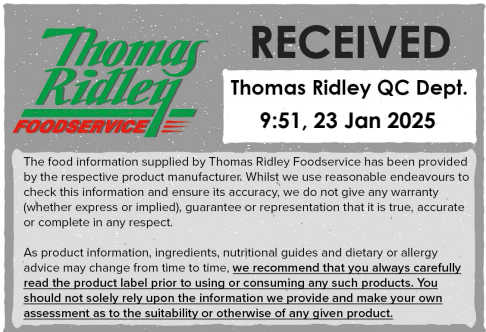 Thomas
Ridley
FOODSERVICE
RECEIVED
Thomas Ridley QC Dept.
9:51, 23 Jan 2025
The food information supplied by Thomas Ridley Foodservice has been provided
by the respective product manufacturer. Whilst we use reasonable endeavours to
check this information and ensure its accuracy, we do not give any warranty
(whether express or implied), guarantee or representation that it is true, accurate
or complete in any respect.
As product information, ingredients, nutritional guides and dietary or allergy
advice may change from time to time, we recommend that you always carefully
read the product label prior to using or consuming any such products. You
should not solely rely upon the information we provide and make your own
assessment as to the suitability or otherwise of any given product.